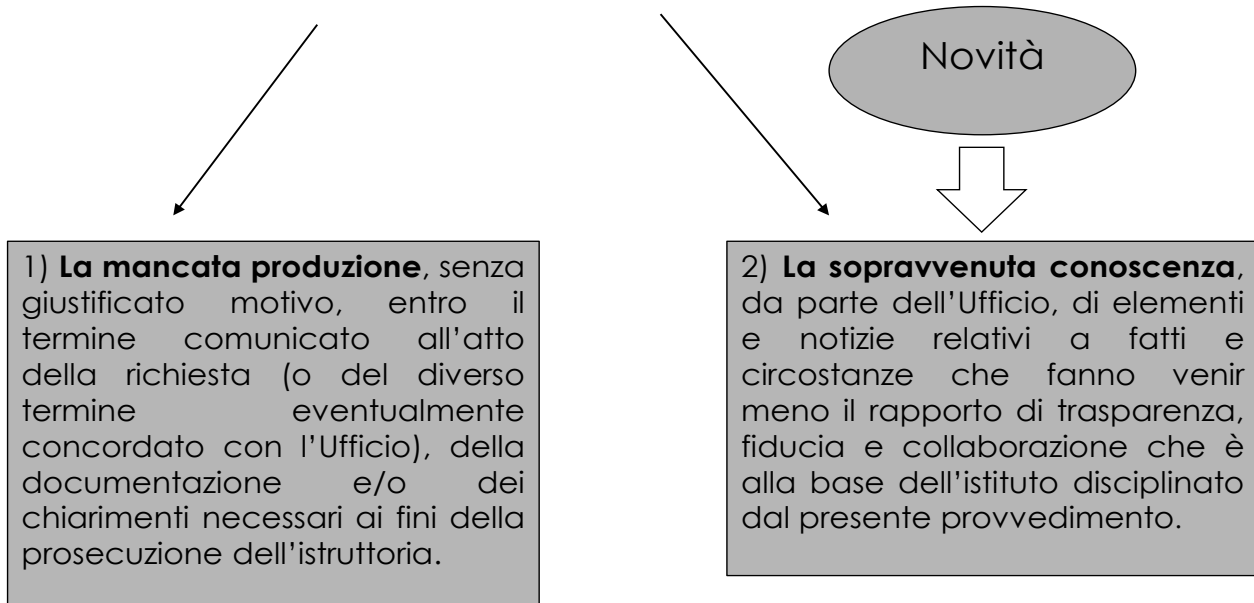 Novità
1) La mancata produzione, senza
giustificato motivo, entro il
termine comunicato all’atto
della richiesta (o del diverso
termine eventualmente
concordato con l’Ufficio), della
documentazione e/o dei
chiarimenti necessari ai fini della
prosecuzione dell’istruttoria.
2) La sopravvenuta conoscenza,
da parte dell’Ufficio, di elementi
e notizie relativi a fatti e
circostanze che fanno venir
meno il rapporto di trasparenza,
fiducia e collaborazione che è
alla base dell’istituto disciplinato
dal presente provvedimento.